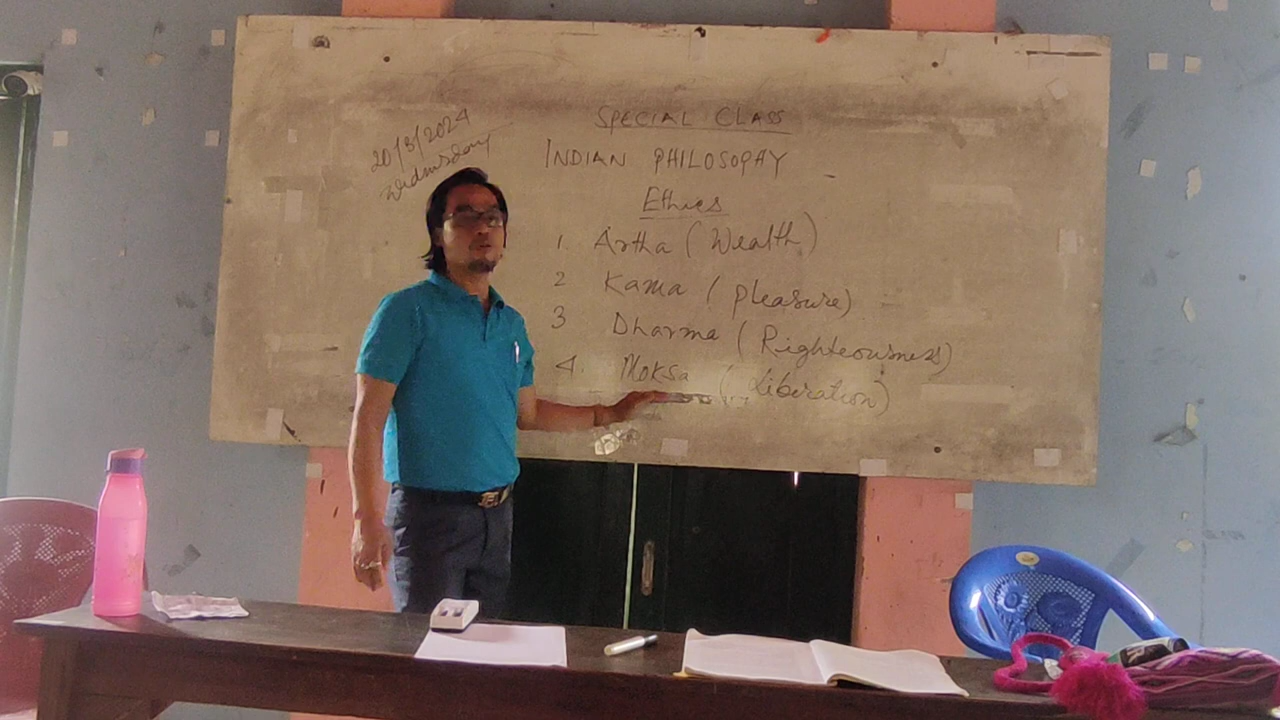 20/3/2024
Wednesday
SPECIAL CLASS
INDIAN PHILOSOPAY
Ethics
1. Artha (Wealth)
2 Kama (pleasure)
3 Dharma (Righteousness)
4. Moksa (Liberation)